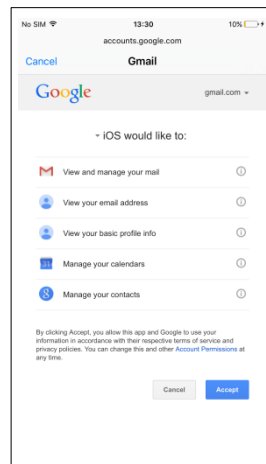 No SIM 13:30 10%
accounts.google.com
Cancel Gmail
Google gmail.com
iOS would like to:
View and manage your mail
View your email address
View your basic profile info
31 Manage your calendars
8 Manage your contacts
By clicking Accept, you allow this app and Google to use your
information in accordance with their respective terms of service and
privacy policies. You can change this and other Account Permissions at
any time.
Cancel Accept